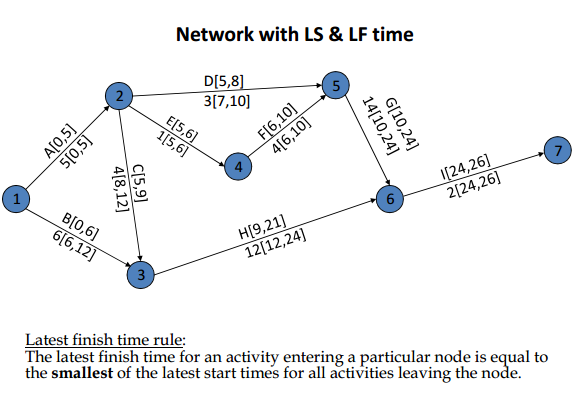 Network with LS & LF time
D[5,8]
3[7,10]
A[0,5]
5[0,5]
E[5,6]
1[5,6]
F[6,10]
4[6,10]
G[10,24]
14[10,24]
C[5,9]
4[8,12]
B[0,6]
6[6,12]
H[9,21]
12[12,24]
I[24,26]
2[24,26]
1
2
3
4
5
6
7
Latest finish time rule:
The latest finish time for an activity entering a particular node is equal to
the smallest of the latest start times for all activities leaving the node.